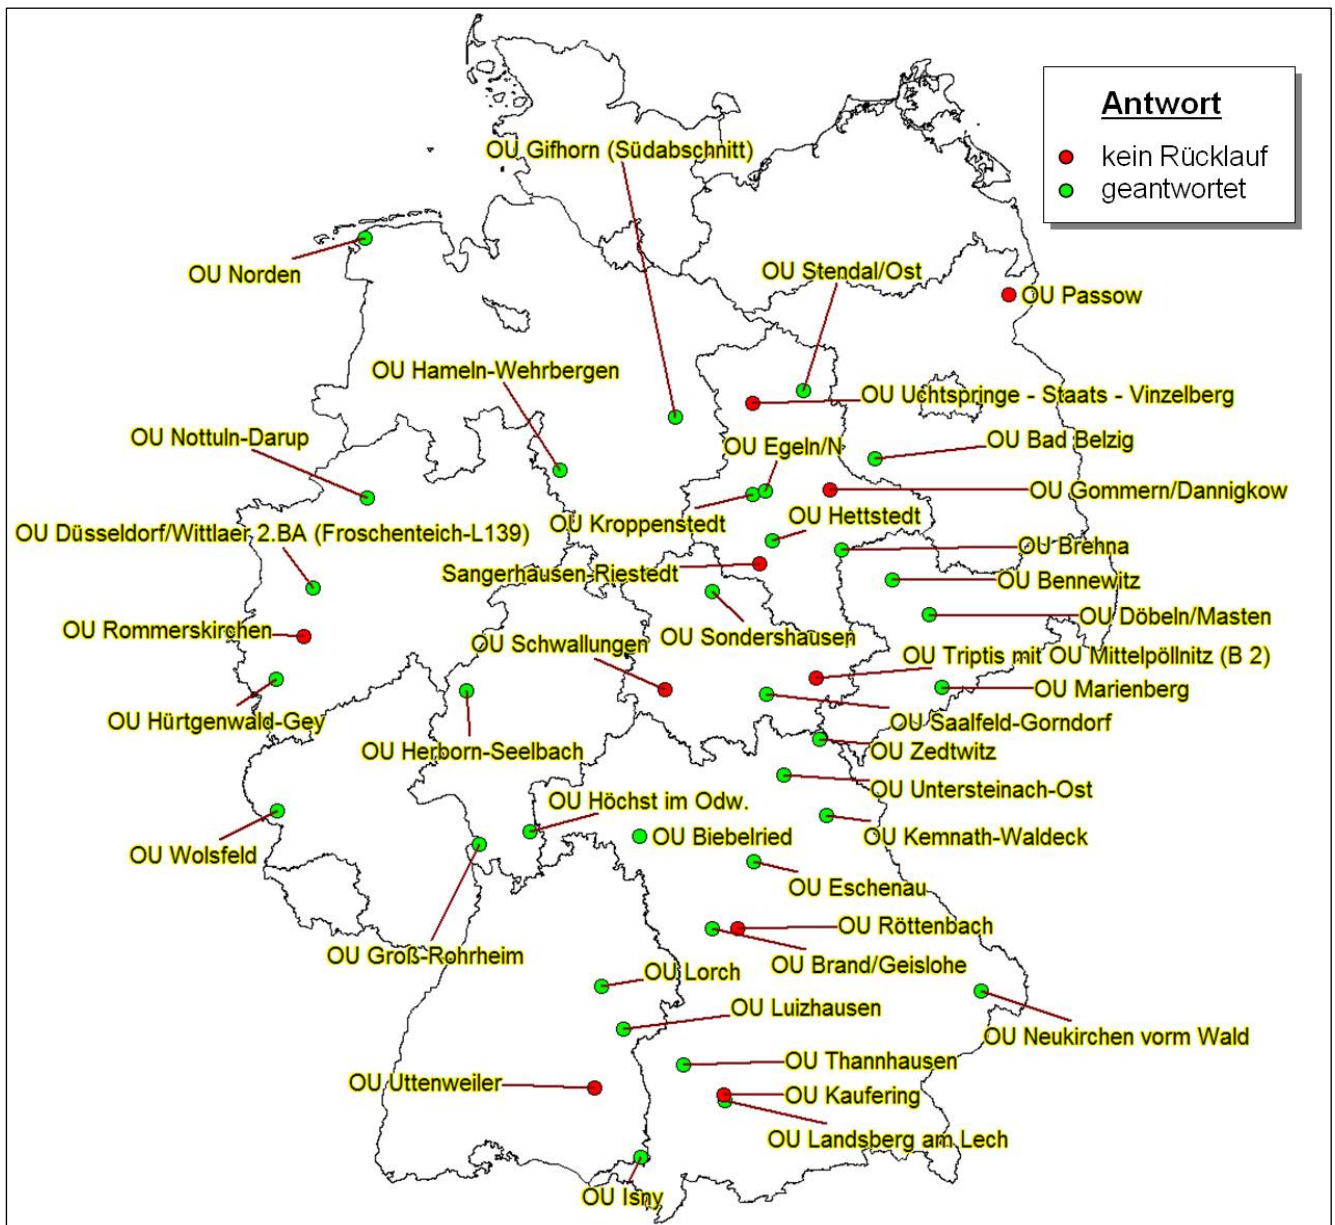 Antwort
kein Rücklauf
geantwortet
OU Gifhorn (Südabschnitt)
OU Norden
OU Stendal/Ost
OU Passow
OU Hameln-Wehrbergen
OU Uchtspringe - Staats - Vinzelberg
OU Nottuln-Darup
OU Egeln/N
OU Bad Belzig
OU Gommern/Dannigkow
OU Kroppenstedt
OU Hettstedt
OU Düsseldorf/Wittlaer 2.BA (Froschenteich-L139)
OU Brehna
Sangerhausen-Riestedt
OU Bennewitz
OU Döbeln/Masten
OU Rommerskirchen
OU Schwallungen
OU Sondershausen
OU Triptis mit OU Mittelpöllnitz (B 2)
OU Marienberg
OU Hürtgenwald-Gey
OU Saalfeld-Gorndorf
OU Herborn-Seelbach
OU Zedtwitz
OU Untersteinach-Ost
OU Höchst im Odw.
OU Biebelried
OU Kemnath-Waldeck
OU Wolsfeld
OU Eschenau
OU Röttenbach
OU Groß-Rohrheim
OU Brand/Geislohe
OU Lorch
OU Luizhausen
OU Neukirchen vorm Wald
OU Thannhausen
OU Uttenweiler
OU Kaufering
OU Landsberg am Lech
OU Isny